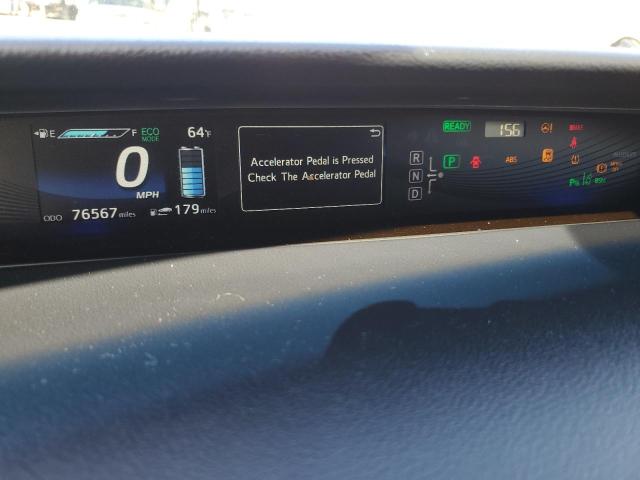 E F ECO MODE 64°F
0
MPH
ODO 76567 miles 179 miles
Accelerator Pedal is Pressed
Check The Accelerator Pedal
READY 156
R
N
D
P ABS